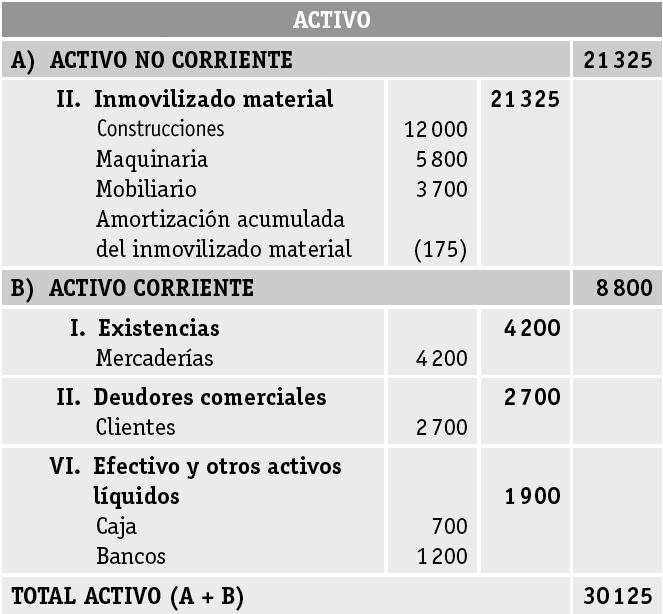 ACTIVO
A) ACTIVO NO CORRIENTE 21 325
II. Inmovilizado material 21 325
Construcciones 12 000
Maquinaria 5 800
Mobiliario 3 700
Amortización acumulada
del inmovilizado material (175)
B) ACTIVO CORRIENTE 8 800
I. Existencias 4 200
Mercaderías 4 200
II. Deudores comerciales 2 700
Clientes 2 700
VI. Efectivo y otros activos
líquidos 1 900
Caja 700
Bancos 1 200
TOTAL ACTIVO (A + B) 30 125